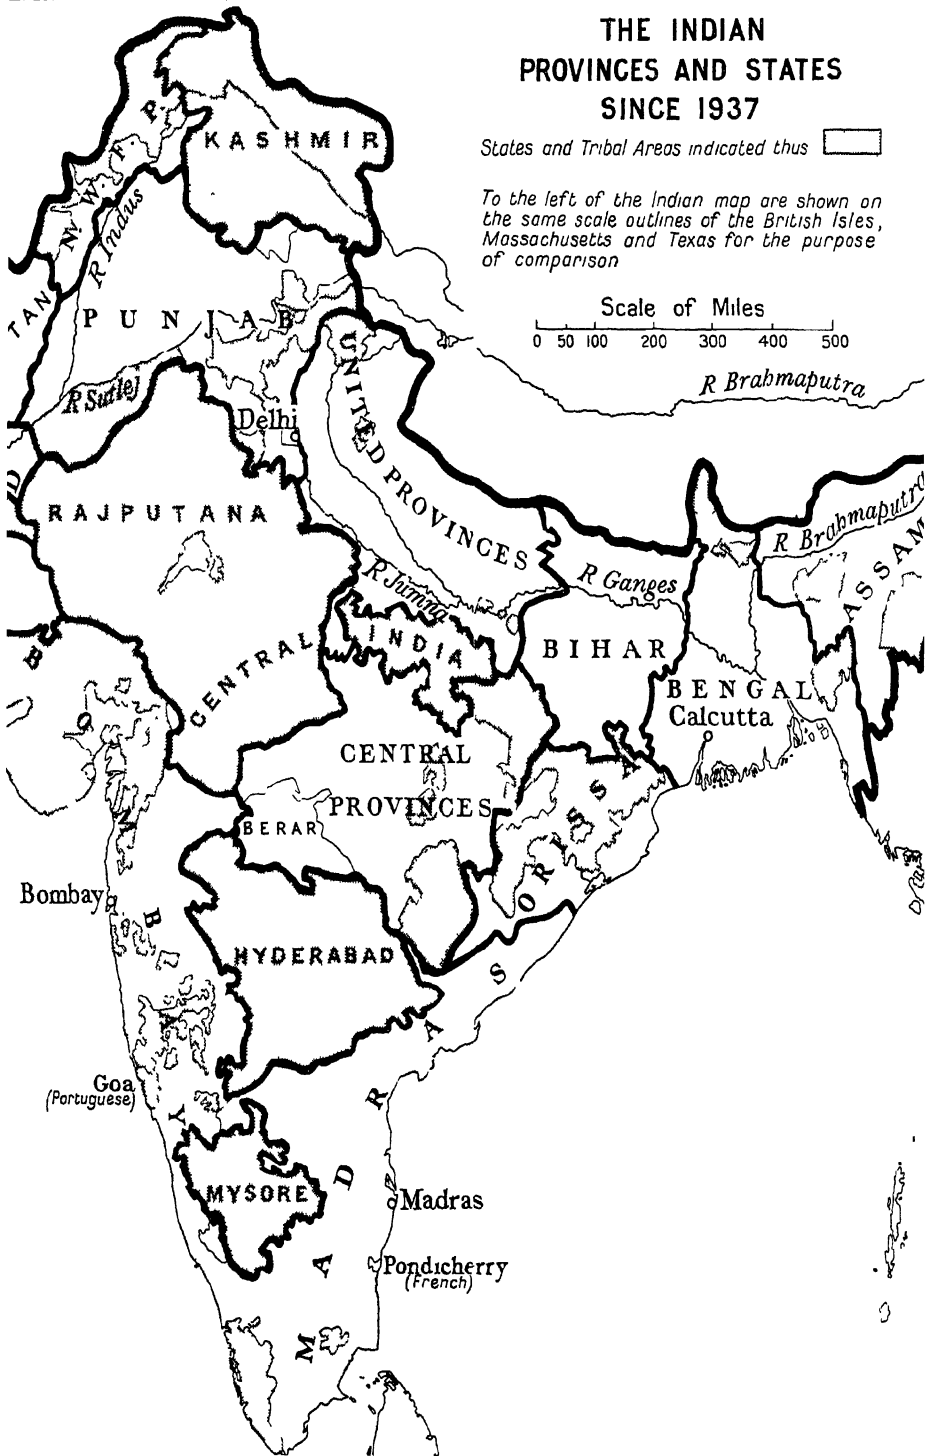 THE INDIAN
PROVINCES AND STATES
SINCE 1937
States and Tribal Areas indicated thus
To the left of the Indian map are shown on
the same scale outlines of the British Isles,
Massachusetts and Texas for the purpose
of comparison
Scale of Miles
0 50 100 200 300 400 500
N. W. F. P.
KASHMIR
R Indus
TAN
PUNJAB
R Sutlej
Delhi
UNITED PROVINCES
R Brahmaputra
D
RAJPUTANA
R Jumna
R Ganges
R Brahmaputra
ASSAM
CENTRAL INDIA
BIHAR
BENGAL
Calcutta
CENTRAL
PROVINCES
BERAR
ORISSA
BOMBAY
Bombay
HYDERABAD
Goa
(Portuguese)
MYSORE
MADRAS
Madras
Pondicherry
(French)